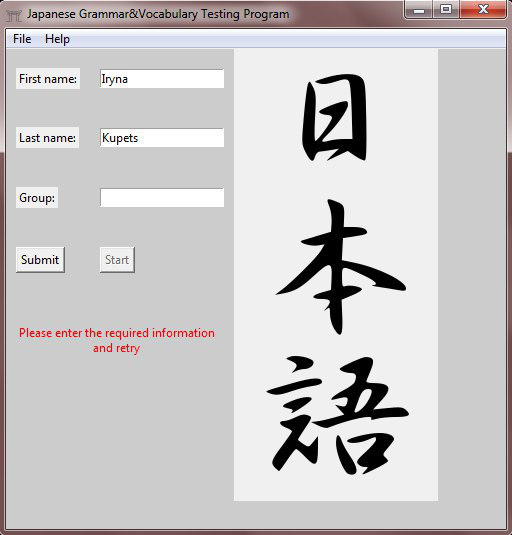 Japanese Grammar&Vocabulary Testing Program
File Help
First name: Iryna
Last name: Kupets
Group:
Submit Start
Please enter the required information
and retry
日
本
語